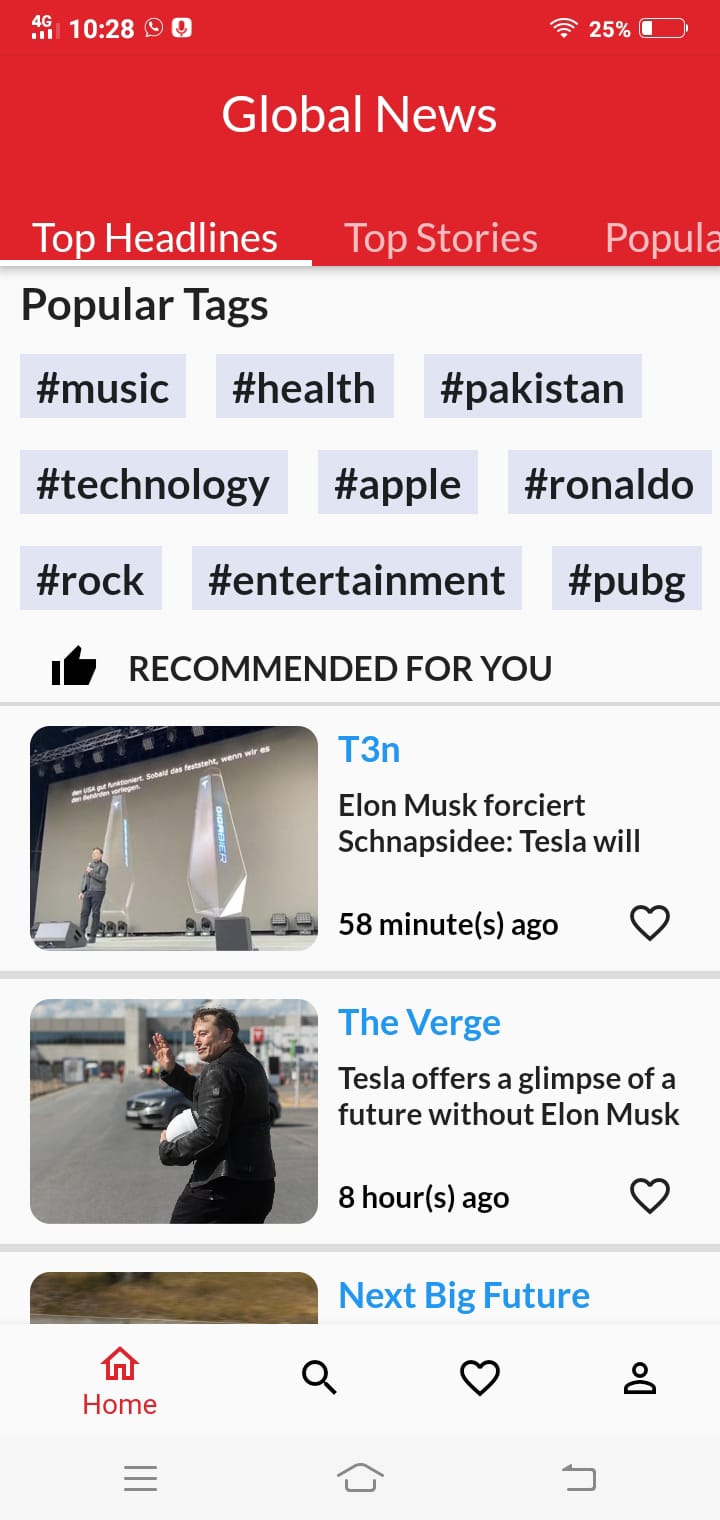 4G 10:28 25%
Global News
Top Headlines Top Stories Popula
Popular Tags
#music #health #pakistan
#technology #apple #ronaldo
#rock #entertainment #pubg
RECOMMENDED FOR YOU
den USA gut funktioniert. Sobald das feststeht, wenn wir es
den Behörden vorliegen.
GIGABIER
T3n
Elon Musk forciert
Schnapsidee: Tesla will
58 minute(s) ago
The Verge
Tesla offers a glimpse of a
future without Elon Musk
8 hour(s) ago
Next Big Future
Home